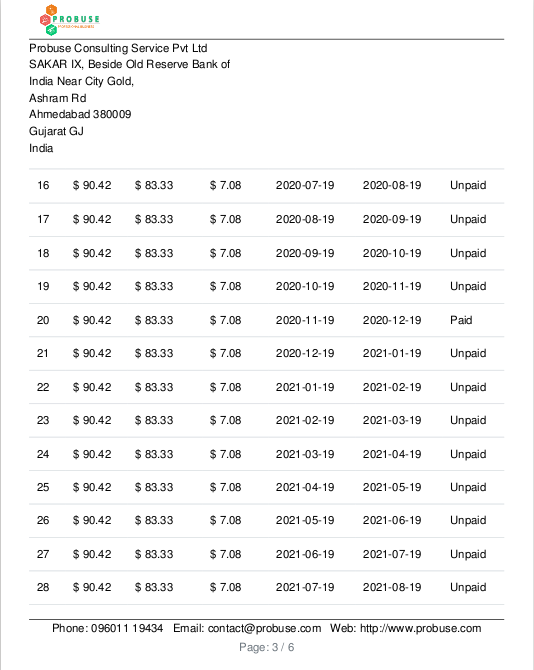 PROBUSE
Probuse Consulting Service Pvt Ltd
SAKAR IX, Beside Old Reserve Bank of
India Near City Gold,
Ashram Rd
Ahmedabad 380009
Gujarat GJ
India
16 $ 90.42 $ 83.33 $ 7.08 2020-07-19 2020-08-19 Unpaid
17 $ 90.42 $ 83.33 $ 7.08 2020-08-19 2020-09-19 Unpaid
18 $ 90.42 $ 83.33 $ 7.08 2020-09-19 2020-10-19 Unpaid
19 $ 90.42 $ 83.33 $ 7.08 2020-10-19 2020-11-19 Unpaid
20 $ 90.42 $ 83.33 $ 7.08 2020-11-19 2020-12-19 Paid
21 $ 90.42 $ 83.33 $ 7.08 2020-12-19 2021-01-19 Unpaid
22 $ 90.42 $ 83.33 $ 7.08 2021-01-19 2021-02-19 Unpaid
23 $ 90.42 $ 83.33 $ 7.08 2021-02-19 2021-03-19 Unpaid
24 $ 90.42 $ 83.33 $ 7.08 2021-03-19 2021-04-19 Unpaid
25 $ 90.42 $ 83.33 $ 7.08 2021-04-19 2021-05-19 Unpaid
26 $ 90.42 $ 83.33 $ 7.08 2021-05-19 2021-06-19 Unpaid
27 $ 90.42 $ 83.33 $ 7.08 2021-06-19 2021-07-19 Unpaid
28 $ 90.42 $ 83.33 $ 7.08 2021-07-19 2021-08-19 Unpaid
Phone: 096011 19434 Email: contact@probuse.com Web: http://www.probuse.com
Page: 3 / 6